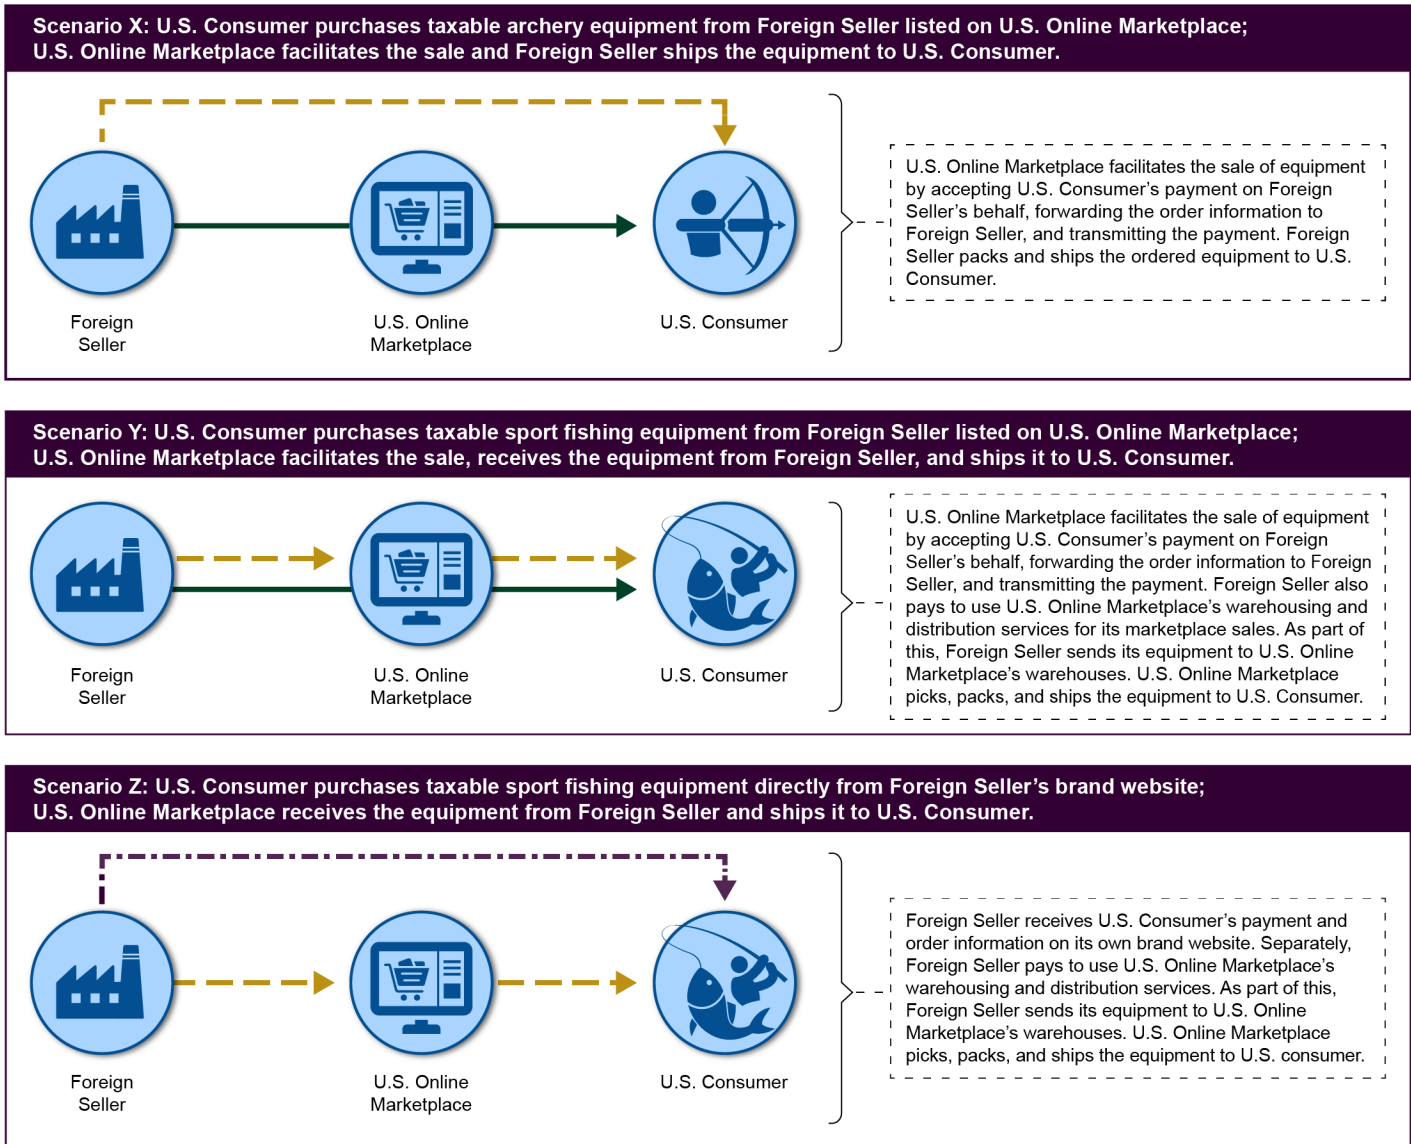 Scenario X: U.S. Consumer purchases taxable archery equipment from Foreign Seller listed on U.S. Online Marketplace;
U.S. Online Marketplace facilitates the sale and Foreign Seller ships the equipment to U.S. Consumer.
Foreign
Seller
U.S. Online
Marketplace
U.S. Consumer
U.S. Online Marketplace facilitates the sale of equipment
by accepting U.S. Consumer’s payment on Foreign
Seller’s behalf, forwarding the order information to
Foreign Seller, and transmitting the payment. Foreign
Seller packs and ships the ordered equipment to U.S.
Consumer.
Scenario Y: U.S. Consumer purchases taxable sport fishing equipment from Foreign Seller listed on U.S. Online Marketplace;
U.S. Online Marketplace facilitates the sale, receives the equipment from Foreign Seller, and ships it to U.S. Consumer.
Foreign
Seller
U.S. Online
Marketplace
U.S. Consumer
U.S. Online Marketplace facilitates the sale of equipment
by accepting U.S. Consumer’s payment on Foreign
Seller’s behalf, forwarding the order information to Foreign
Seller, and transmitting the payment. Foreign Seller also
pays to use U.S. Online Marketplace’s warehousing and
distribution services for its marketplace sales. As part of
this, Foreign Seller sends its equipment to U.S. Online
Marketplace’s warehouses. U.S. Online Marketplace
picks, packs, and ships the equipment to U.S. Consumer.
Scenario Z: U.S. Consumer purchases taxable sport fishing equipment directly from Foreign Seller’s brand website;
U.S. Online Marketplace receives the equipment from Foreign Seller and ships it to U.S. Consumer.
Foreign
Seller
U.S. Online
Marketplace
U.S. Consumer
Foreign Seller receives U.S. Consumer’s payment and
order information on its own brand website. Separately,
Foreign Seller pays to use U.S. Online Marketplace’s
warehousing and distribution services. As part of this,
Foreign Seller sends its equipment to U.S. Online
Marketplace’s warehouses. U.S. Online Marketplace
picks, packs, and ships the equipment to U.S. consumer.